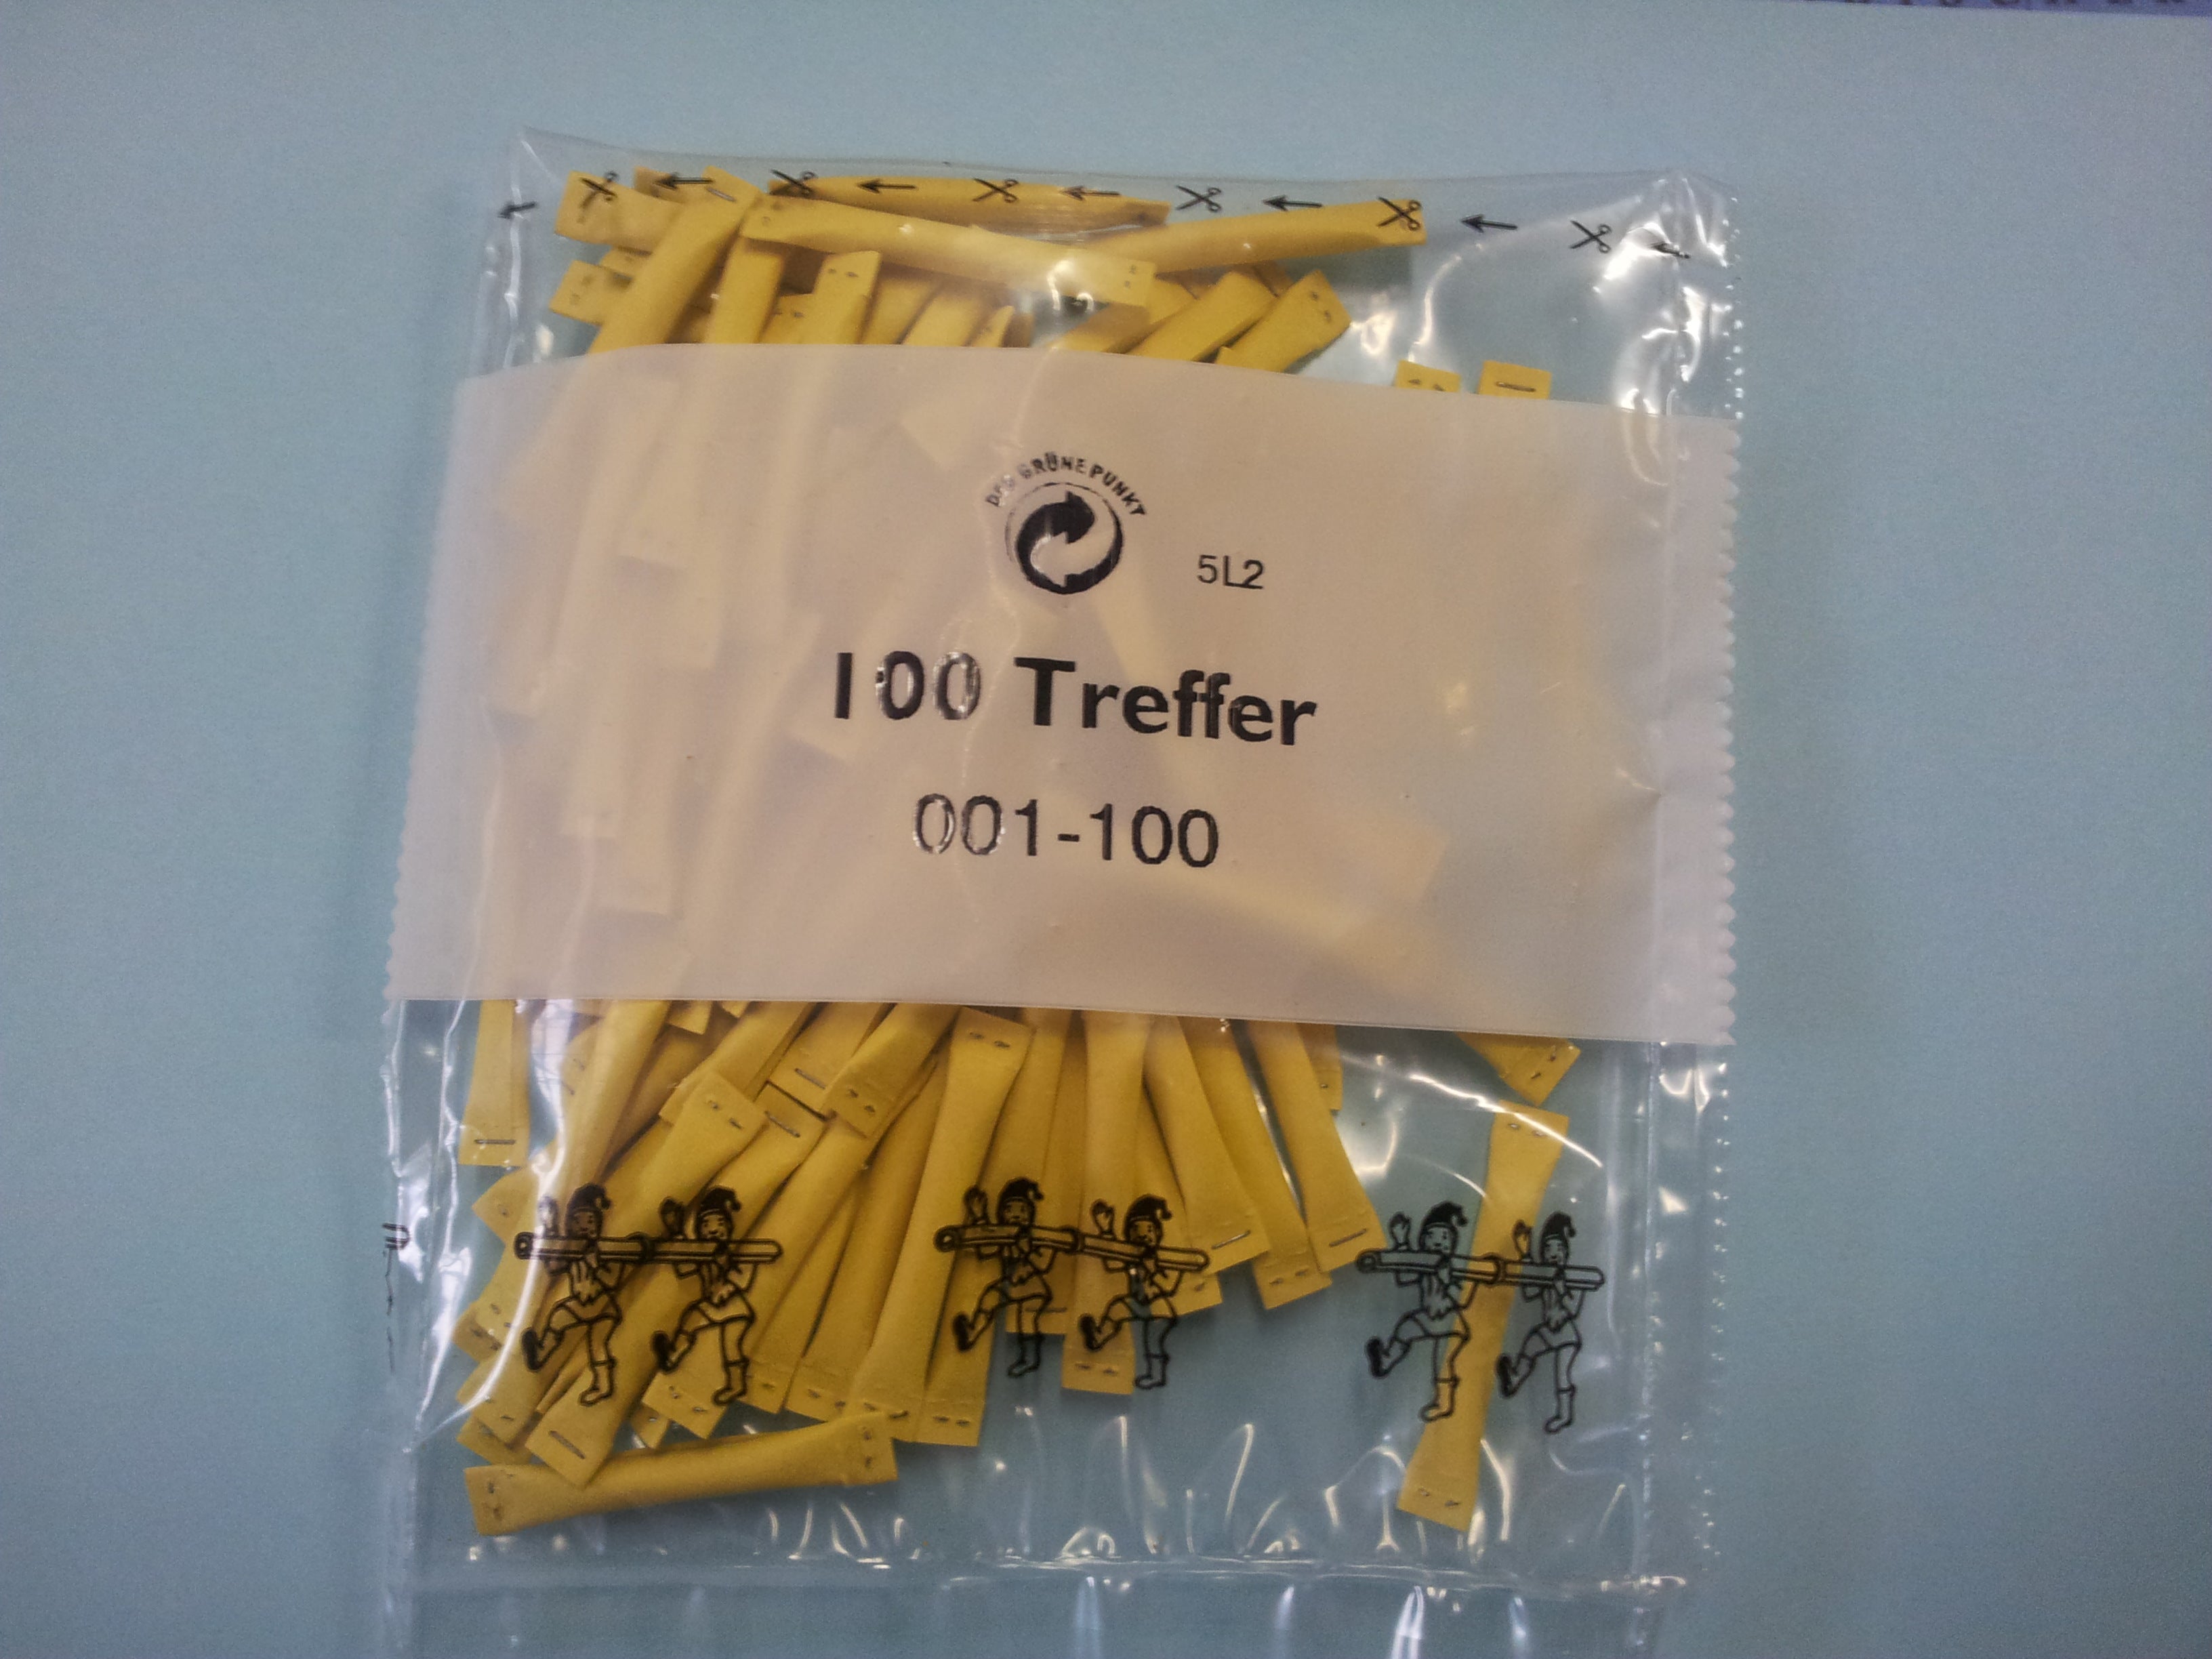 DER GRÜNE PUNKT
5L2
100 Treffer
001-100